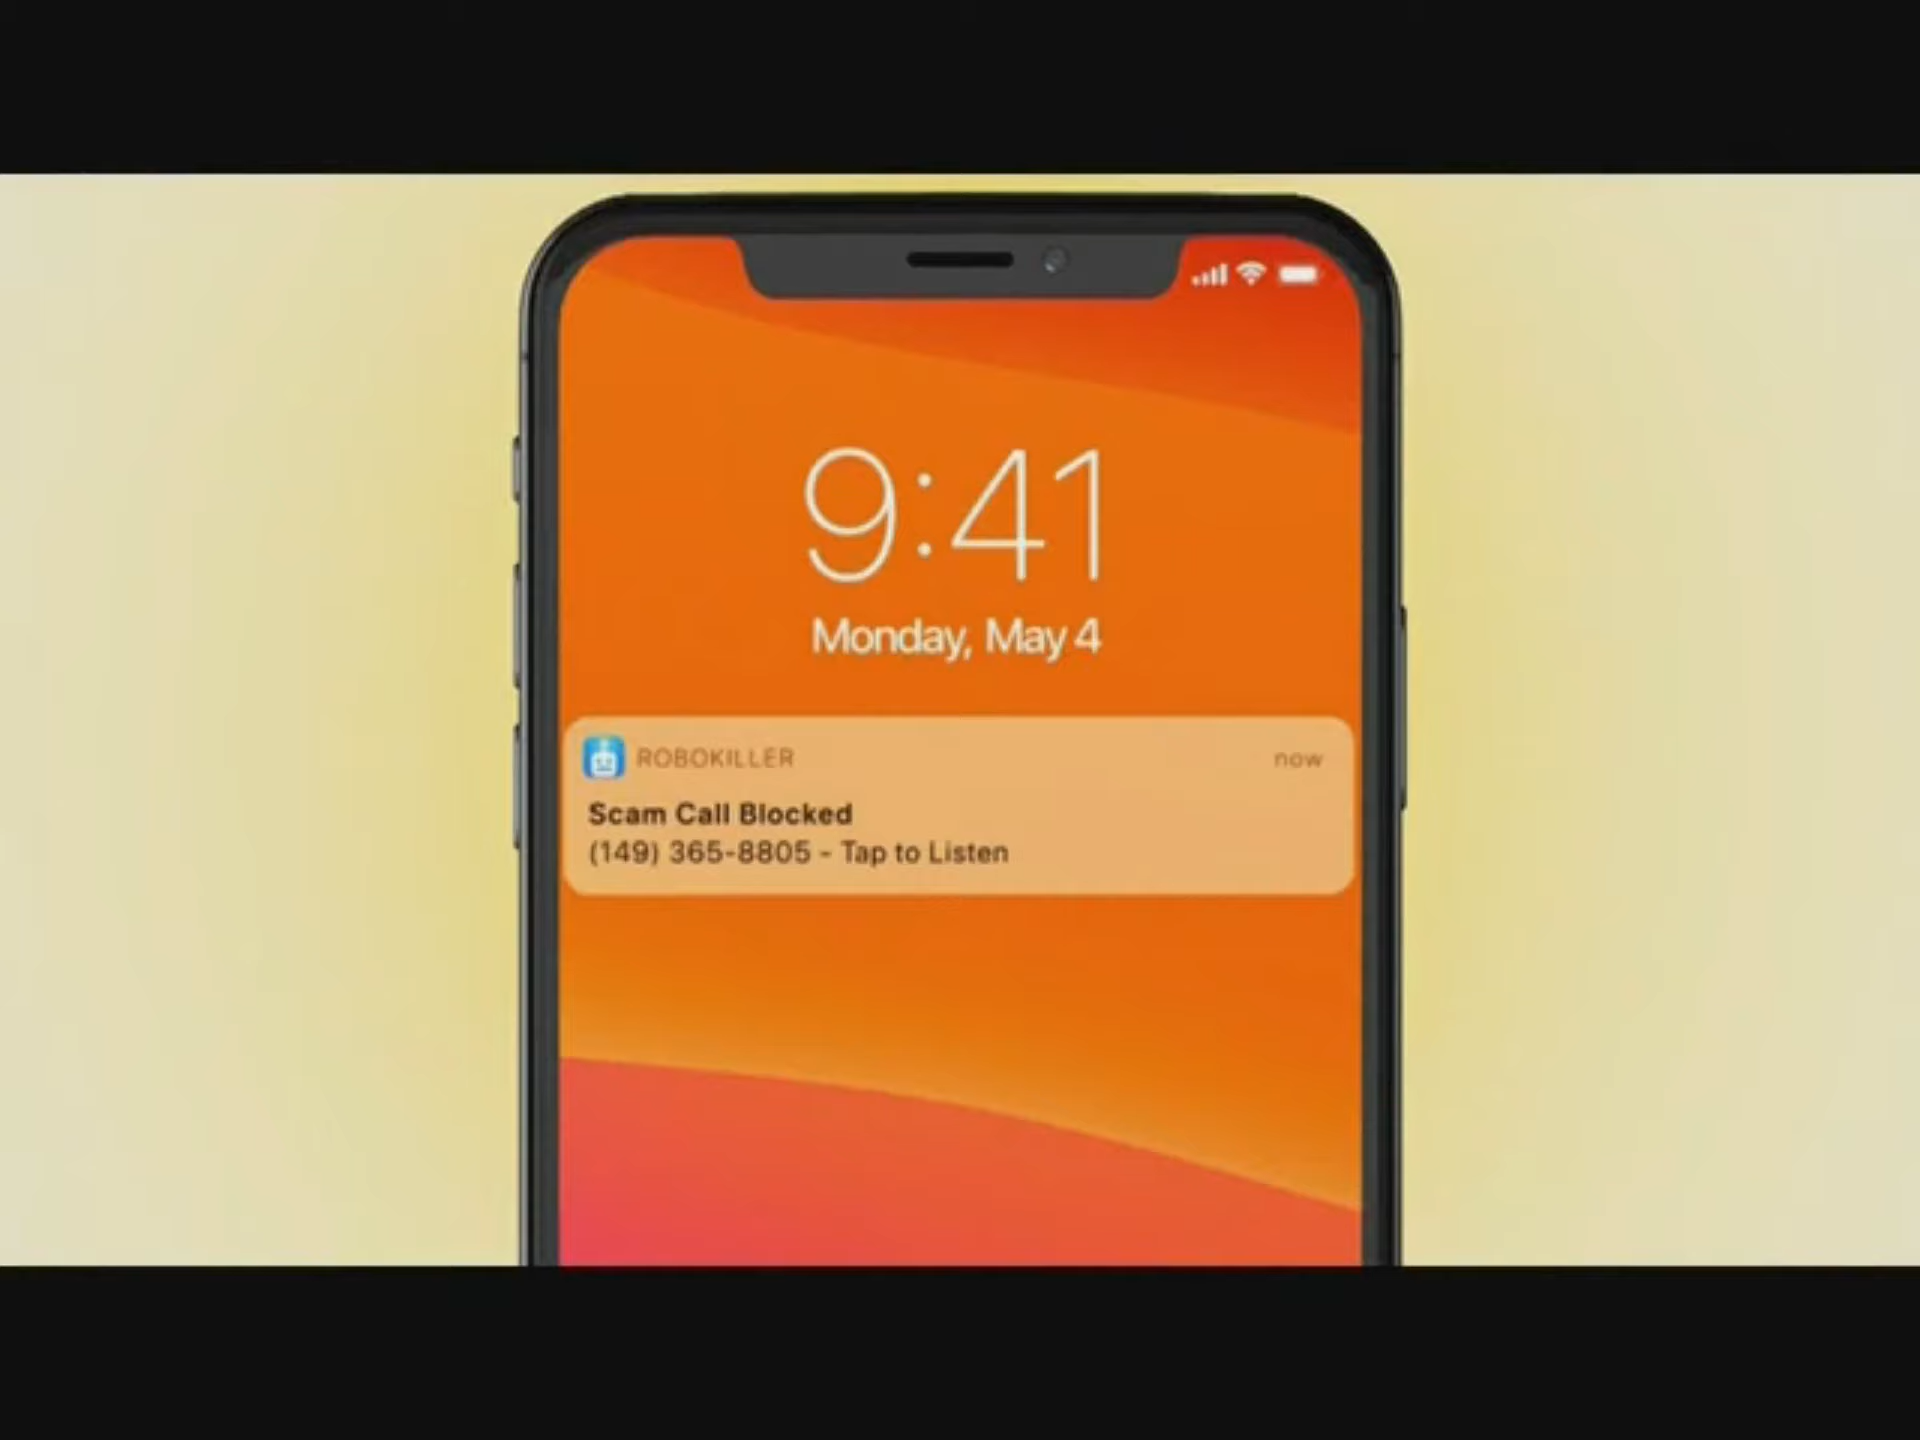 9:41
Monday, May 4
ROBOKILLER now
Scam Call Blocked
(149) 365-8805 - Tap to Listen